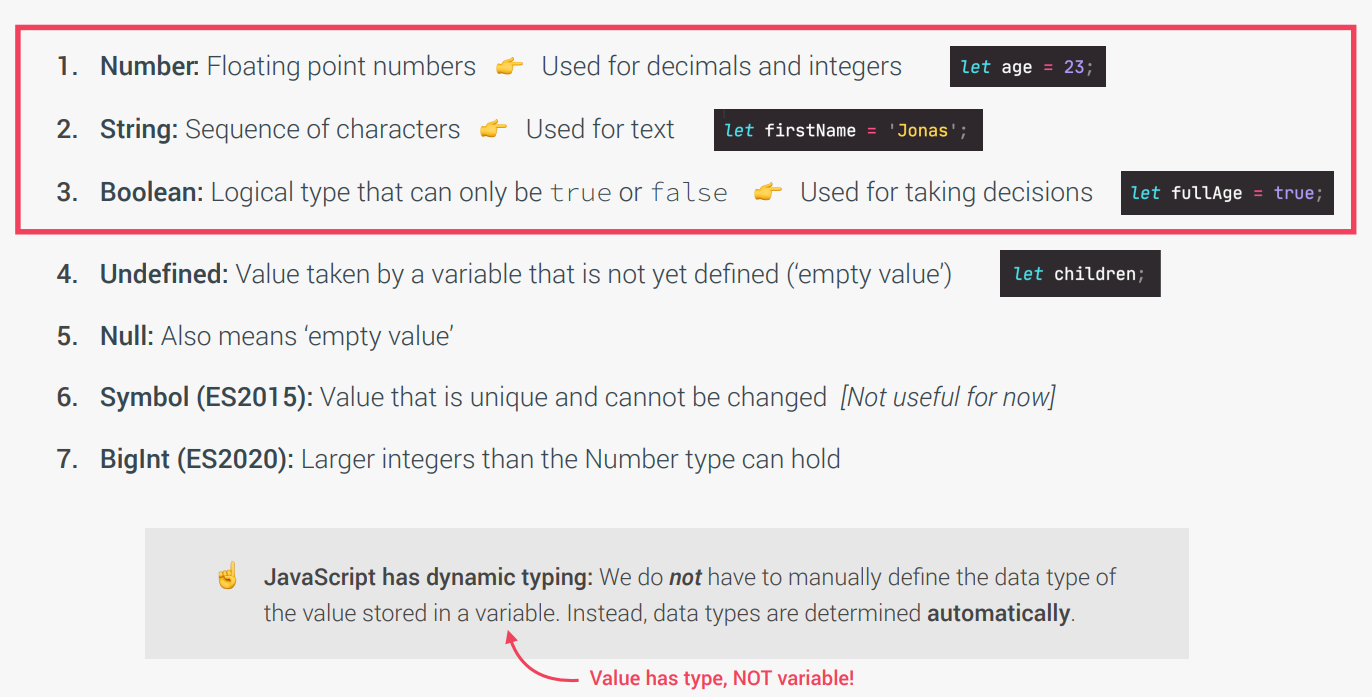 1. Number: Floating point numbers 👉 Used for decimals and integers let age = 23;
2. String: Sequence of characters 👉 Used for text let firstName = 'Jonas';
3. Boolean: Logical type that can only be true or false 👉 Used for taking decisions let fullAge = true;
4. Undefined: Value taken by a variable that is not yet defined (‘empty value’) let children;
5. Null: Also means ‘empty value’
6. Symbol (ES2015): Value that is unique and cannot be changed [Not useful for now]
7. BigInt (ES2020): Larger integers than the Number type can hold
☝ JavaScript has dynamic typing: We do not have to manually define the data type of
the value stored in a variable. Instead, data types are determined automatically.
Value has type, NOT variable!